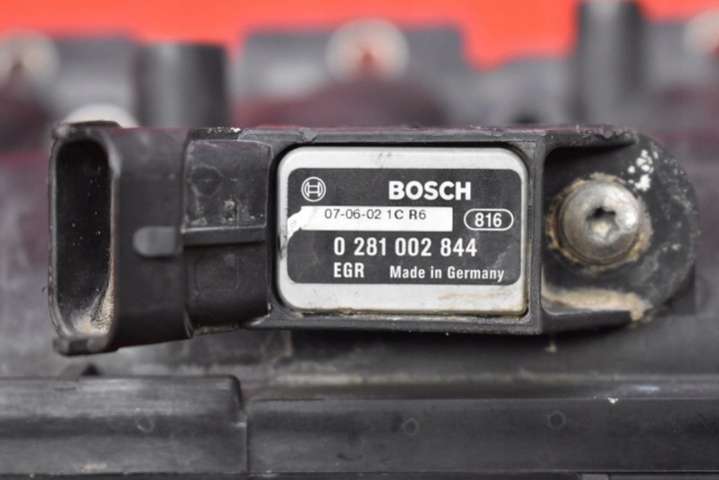 BOSCH
07-06-02 1C R6
816
0 281 002 844
EGR Made in Germany